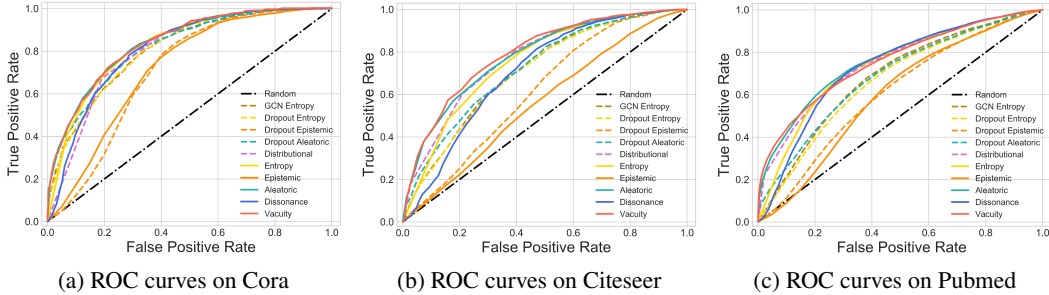 True Positive Rate
1.0
0.8
0.6
0.4
0.2
0.0
0.0 0.2 0.4 0.6 0.8 1.0
False Positive Rate
Random
GCN Entropy
Dropout Entropy
Dropout Epistemic
Dropout Aleatoric
Distributional
Entropy
Epistemic
Aleatoric
Dissonance
Vacuity
(a) ROC curves on Cora
True Positive Rate
1.0
0.8
0.6
0.4
0.2
0.0
0.0 0.2 0.4 0.6 0.8 1.0
False Positive Rate
Random
GCN Entropy
Dropout Entropy
Dropout Epistemic
Dropout Aleatoric
Distributional
Entropy
Epistemic
Aleatoric
Dissonance
Vacuity
(b) ROC curves on Citeseer
True Positive Rate
1.0
0.8
0.6
0.4
0.2
0.0
0.0 0.2 0.4 0.6 0.8 1.0
False Positive Rate
Random
GCN Entropy
Dropout Entropy
Dropout Epistemic
Dropout Aleatoric
Distributional
Entropy
Epistemic
Aleatoric
Dissonance
Vacuity
(c) ROC curves on Pubmed